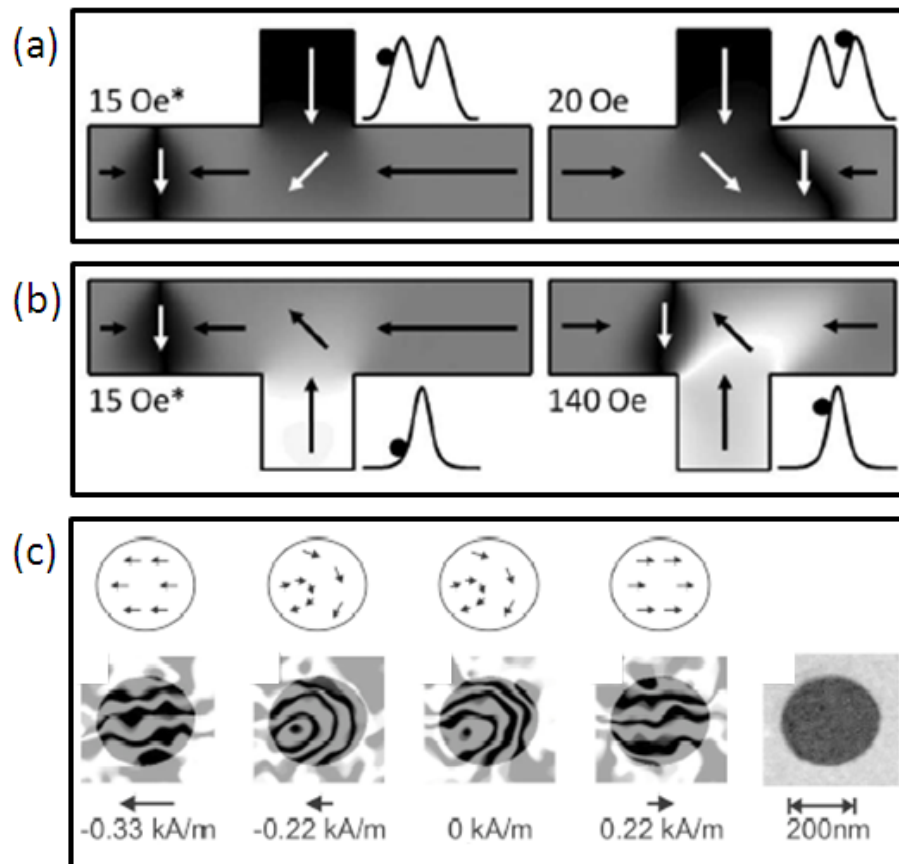 (a)
15 Oe*
20 Oe
(b)
15 Oe*
140 Oe
(c)
-0.33 kA/m
-0.22 kA/m
0 kA/m
0.22 kA/m
200nm